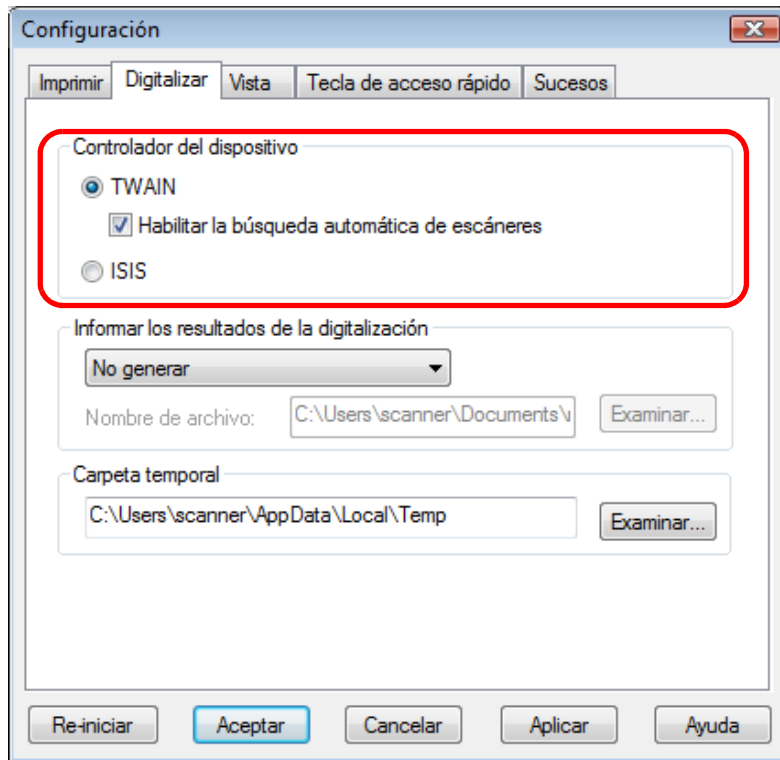 Configuración
Imprimir Digitalizar Vista Tecla de acceso rápido Sucesos
Controlador del dispositivo
TWAIN
Habilitar la búsqueda automática de escáneres
ISIS
Informar los resultados de la digitalización
No generar
Nombre de archivo: C:\Users\scanner\Documents\ Examinar...
Carpeta temporal
C:\Users\scanner\AppData\Local\Temp Examinar...
Re-iniciar Aceptar Cancelar Aplicar Ayuda